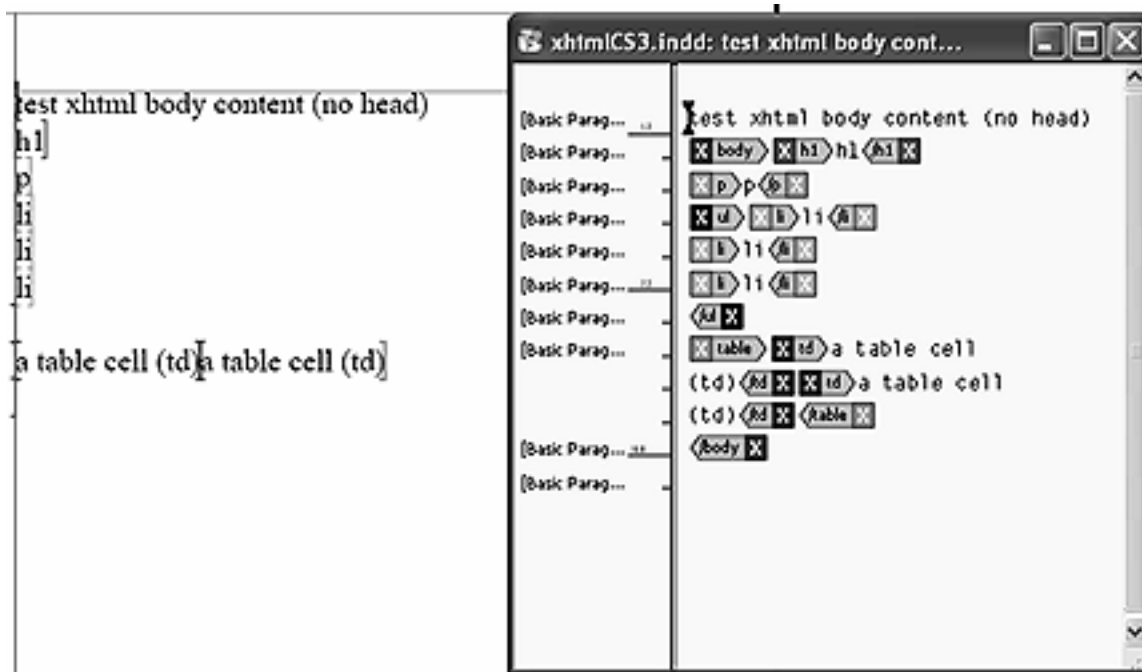 test xhtml body content (no head)
h1
p
li
li
li
a table cell (td)a table cell (td)
xhtmlCS3.indd: test xhtml body cont...
[Basic Parag...
test xhtml body content (no head)
[Basic Parag...
body h1 h1 /h1
[Basic Parag...
p p /p
[Basic Parag...
ul li li /li
[Basic Parag...
li li /li
[Basic Parag...
li li /li
[Basic Parag...
/ul
[Basic Parag...
table td a table cell
(td) /td td a table cell
(td) /td /table
[Basic Parag...
/body
[Basic Parag...